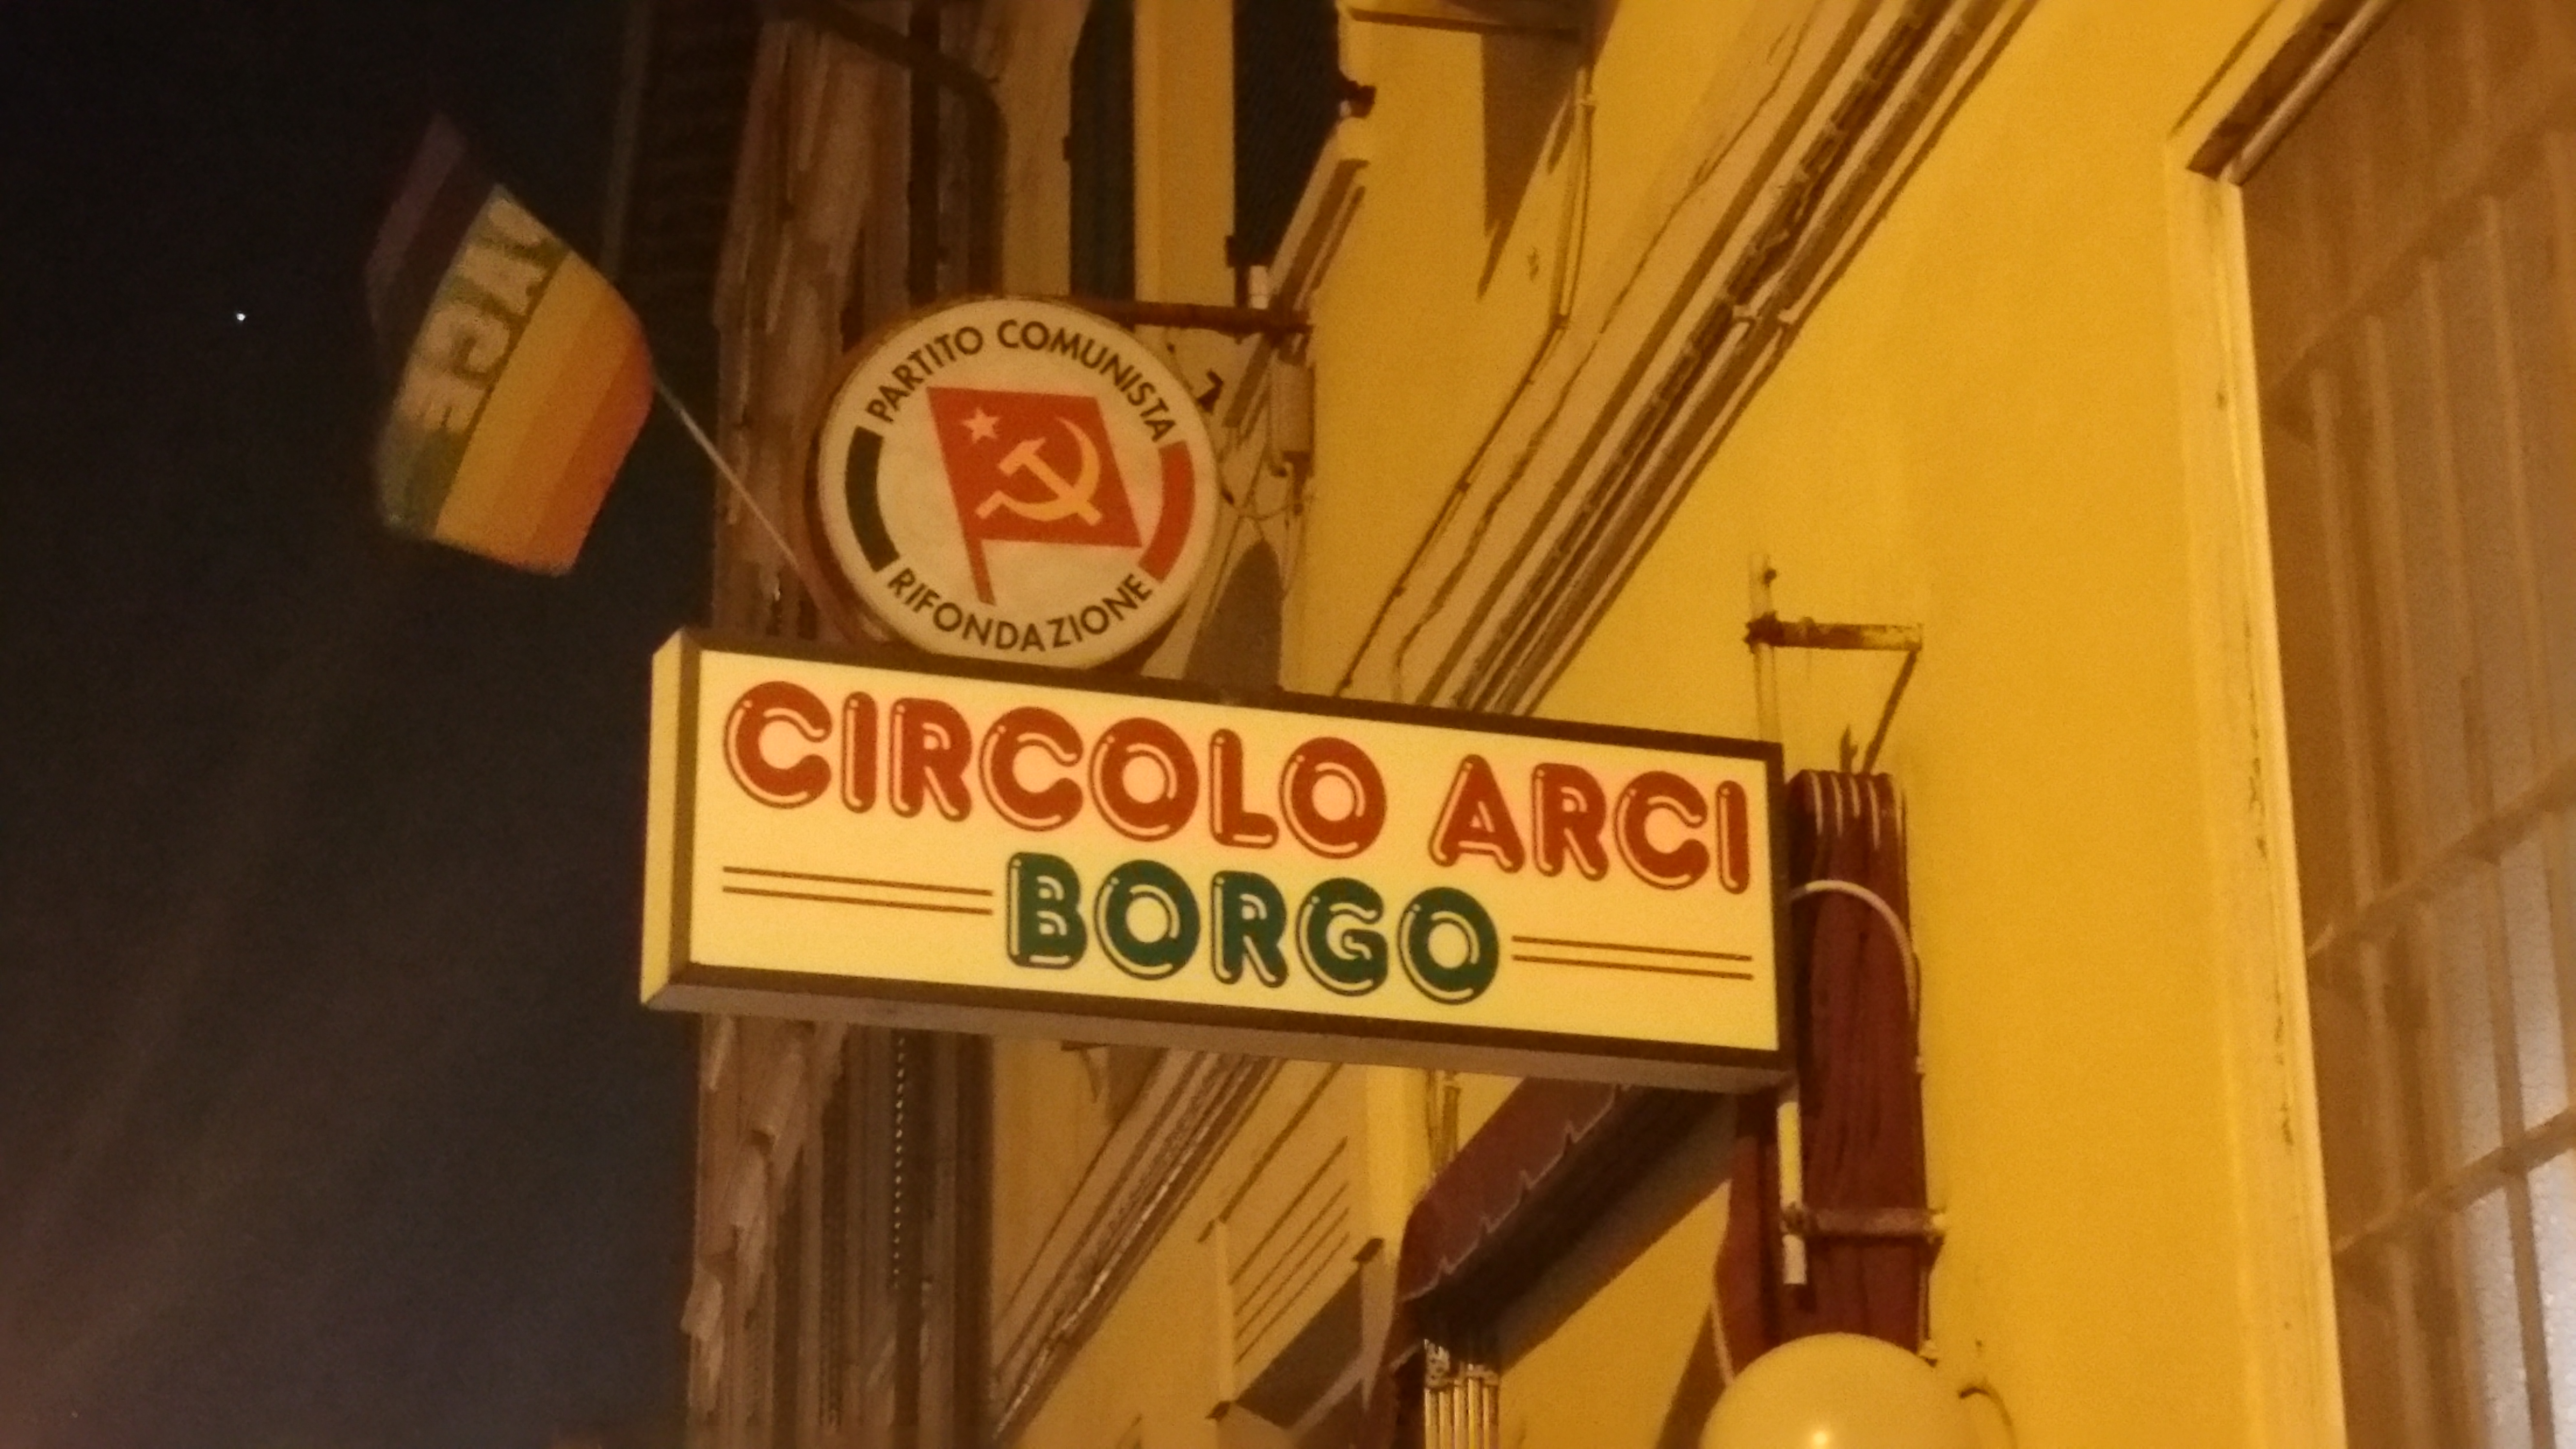 PARTITO COMUNISTA
RIFONDAZIONE
CIRCOLO ARCI
BORGO